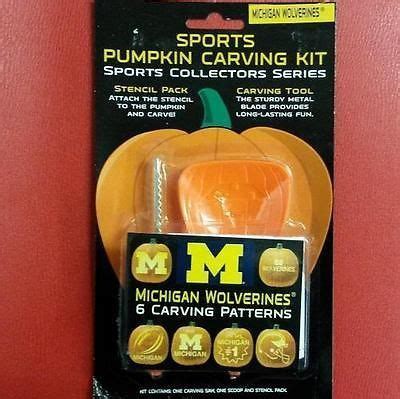 MICHIGAN WOLVERINES®
SPORTS
PUMPKIN CARVING KIT
SPORTS COLLECTORS SERIES
STENCIL PACK
ATTACH THE STENCIL
TO THE PUMPKIN
AND CARVE!
CARVING TOOL
THE STURDY METAL
BLADE PROVIDES
LONG-LASTING FUN.
M
M
GO
WOLVERINES
MICHIGAN WOLVERINES®
6 CARVING PATTERNS
MICHIGAN
M
MICHIGAN
MICHIGAN
#1
KIT CONTAINS: ONE CARVING SAW, ONE SCOOP AND STENCIL PACK.